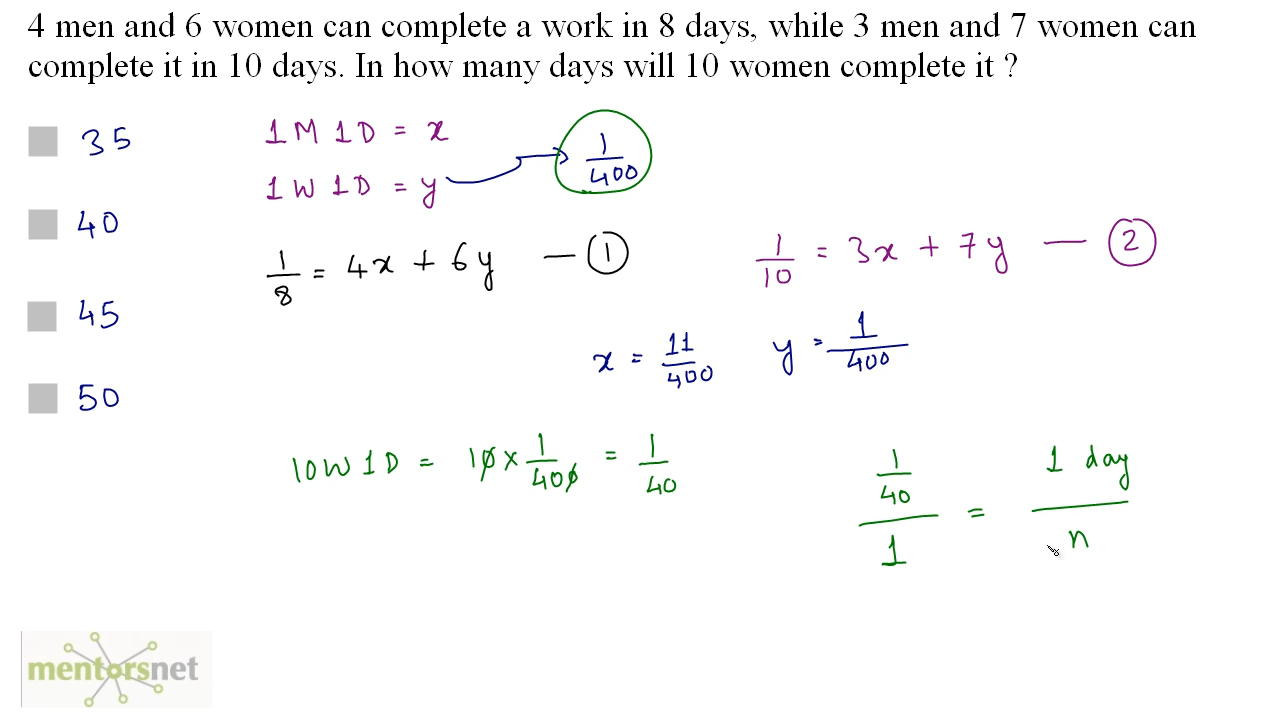 4 men and 6 women can complete a work in 8 days, while 3 men and 7 women can
complete it in 10 days. In how many days will 10 women complete it ?
35
40
45
50
1 M 1 D = x
1 W 1 D = y
1/400
1/8 = 4x + 6y — ①
1/10 = 3x + 7y — ②
x = 11/400 y = 1/400
10 W 1 D = 10 × 1/400 = 1/40
1/40 / 1 = 1 day / n
mentorsnet